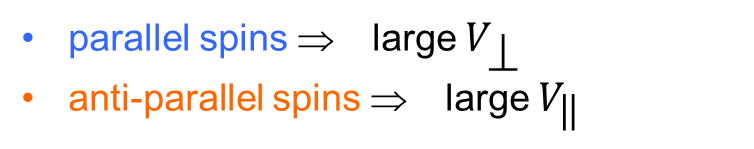 • parallel spins ⇒ large V⊥
• anti-parallel spins ⇒ large V||